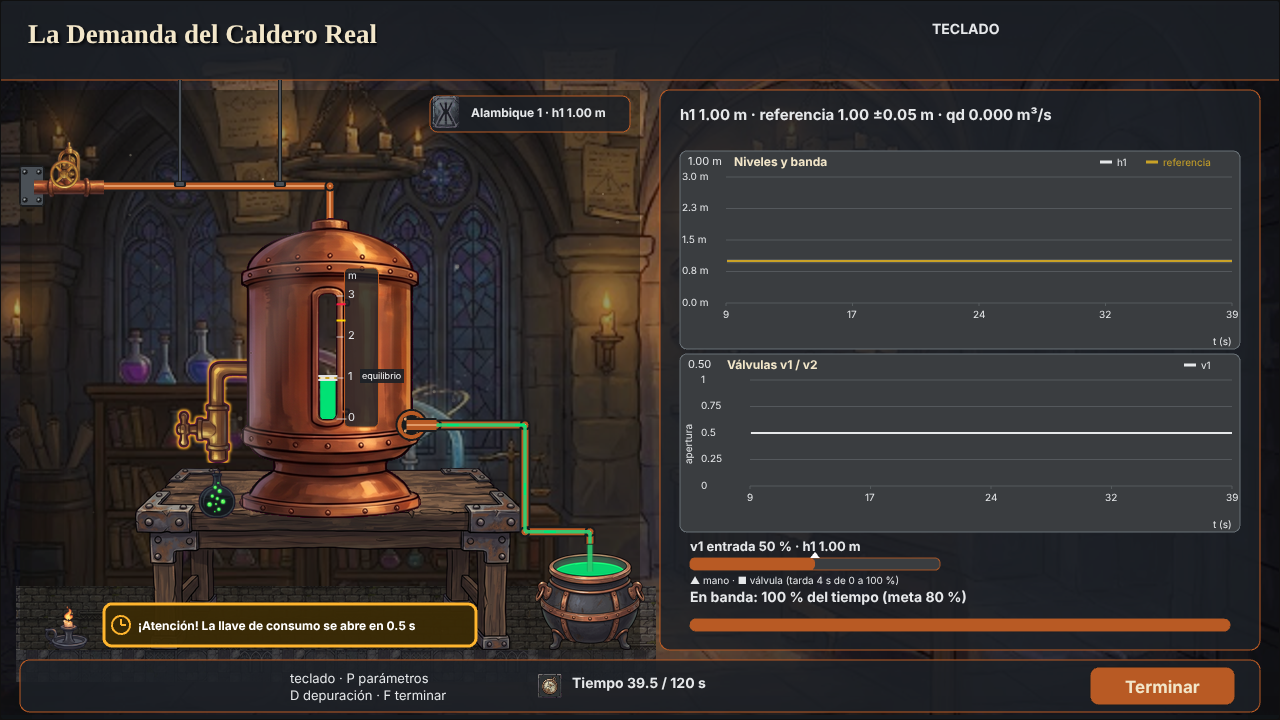 La Demanda del Caldero Real
TECLADO
Alambique 1 · h1 1.00 m
m
3
2
1
equilibrio
0
¡Atención! La llave de consumo se abre en 0.5 s
h1 1.00 m · referencia 1.00 ±0.05 m · qd 0.000 m³/s
1.00 m Niveles y banda
h1 referencia
3.0 m
2.3 m
1.5 m
0.8 m
0.0 m
9 17 24 32 39
t (s)
0.50 Válvulas v1 / v2
v1
1
0.75
0.5
0.25
0
apertura
9 17 24 32 39
t (s)
v1 entrada 50 % · h1 1.00 m
▲ mano · ■ válvula (tarda 4 s de 0 a 100 %)
En banda: 100 % del tiempo (meta 80 %)
teclado · P parámetros
D depuración · F terminar
Tiempo 39.5 / 120 s
Terminar